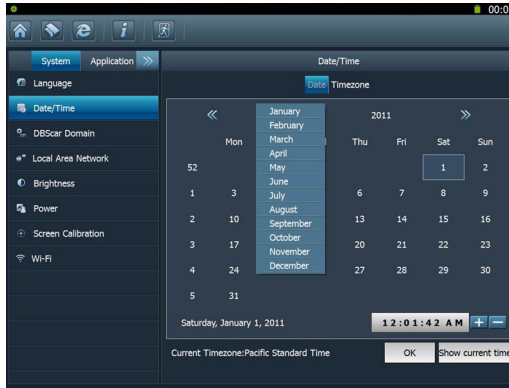 00:0
System Application
Date/Time
Language
Date Timezone
Date/Time
DBScar Domain
Local Area Network
Brightness
Power
Screen Calibration
Wi-Fi
2011
January
February
March
April
May
June
July
August
September
October
November
December
Mon Thu Fri Sat Sun
52 1 2
1 3 6 7 8 9
2 10 13 14 15 16
3 17 20 21 22 23
4 24 27 28 29 30
5 31
Saturday, January 1, 2011
12:01:42 AM
Current Timezone:Pacific Standard Time
OK
Show current time